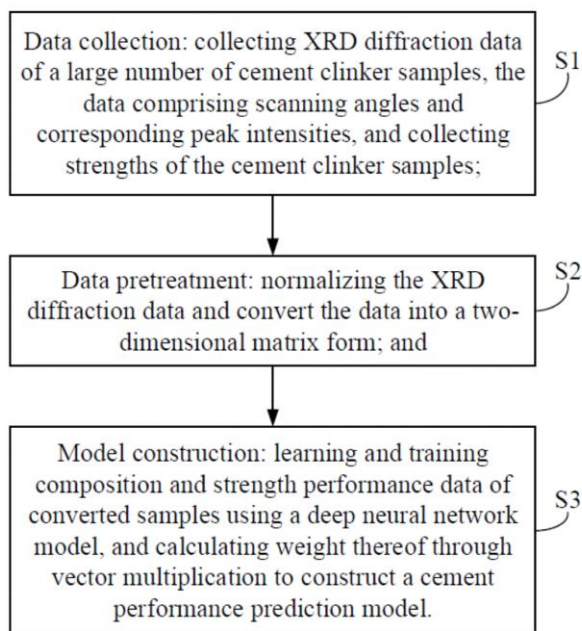 Data collection: collecting XRD diffraction data
of a large number of cement clinker samples, the
data comprising scanning angles and
corresponding peak intensities, and collecting
strengths of the cement clinker samples;
S1
Data pretreatment: normalizing the XRD
diffraction data and convert the data into a two-
dimensional matrix form; and
S2
Model construction: learning and training
composition and strength performance data of
converted samples using a deep neural network
model, and calculating weight thereof through
vector multiplication to construct a cement
performance prediction model.
S3